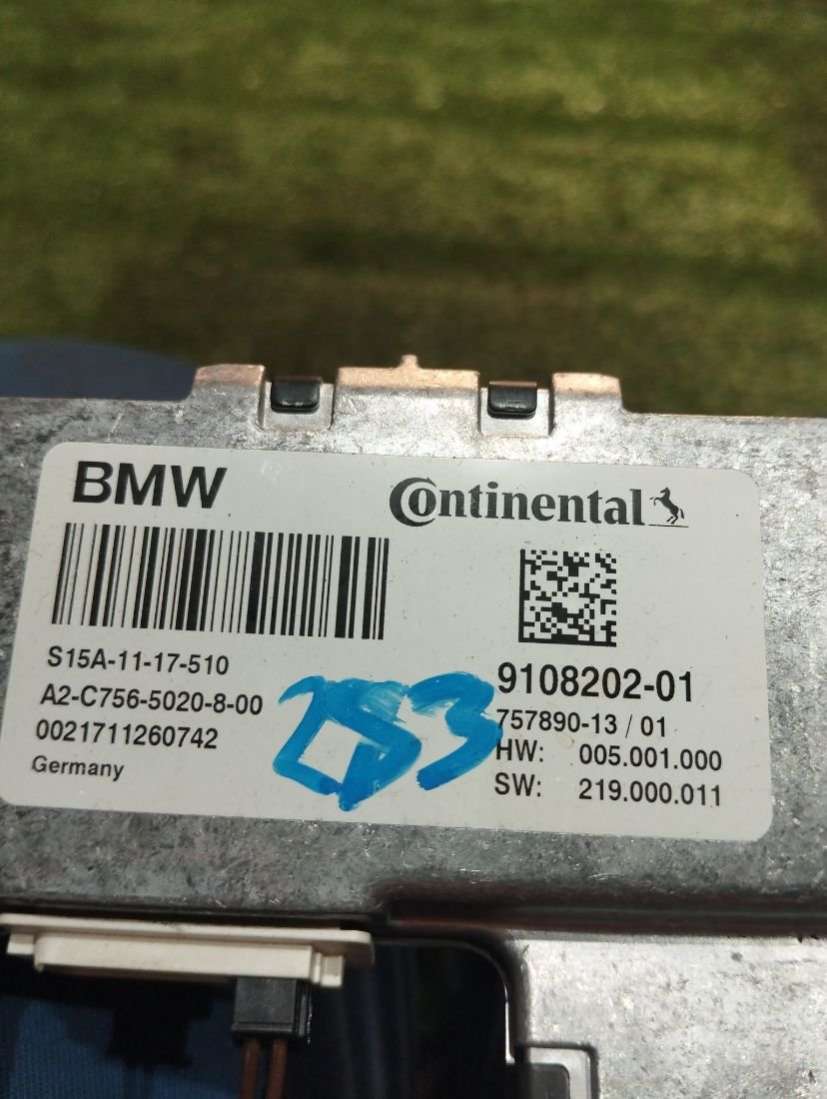 BMW
Continental
S15A-11-17-510
A2-C756-5020-8-00
0021711260742
Germany
253
9108202-01
757890-13 / 01
HW: 005.001.000
SW: 219.000.011